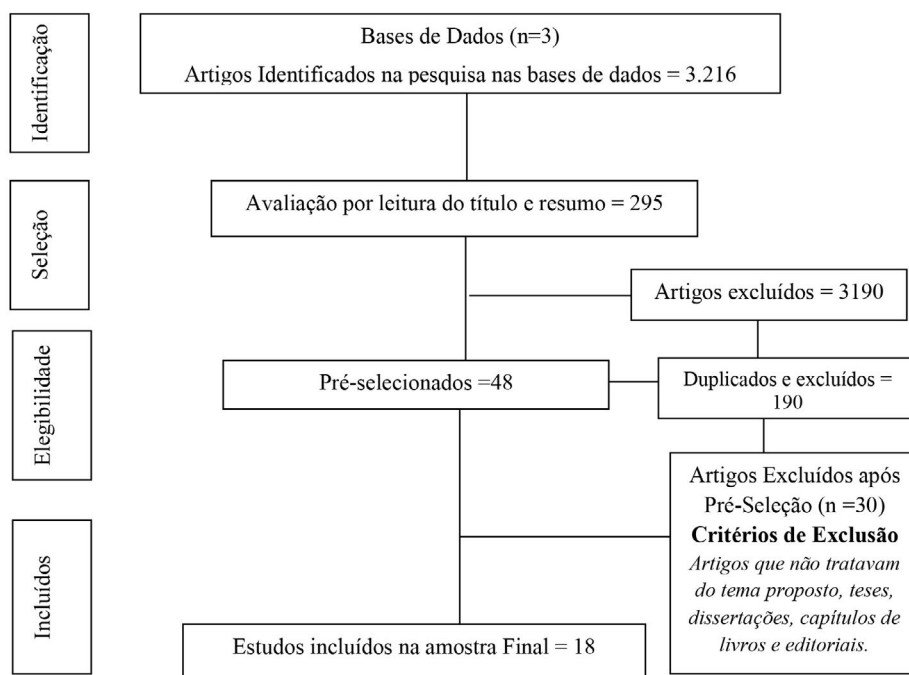 Identificação
Bases de Dados (n=3)
Artigos Identificados na pesquisa nas bases de dados = 3.216
Seleção
Avaliação por leitura do título e resumo = 295
Artigos excluídos = 3190
Elegibilidade
Pré-selecionados =48
Duplicados e excluídos =
190
Incluídos
Artigos Excluídos após
Pré-Seleção (n =30)
Critérios de Exclusão
Artigos que não tratavam
do tema proposto, teses,
dissertações, capítulos de
livros e editoriais.
Estudos incluídos na amostra Final = 18